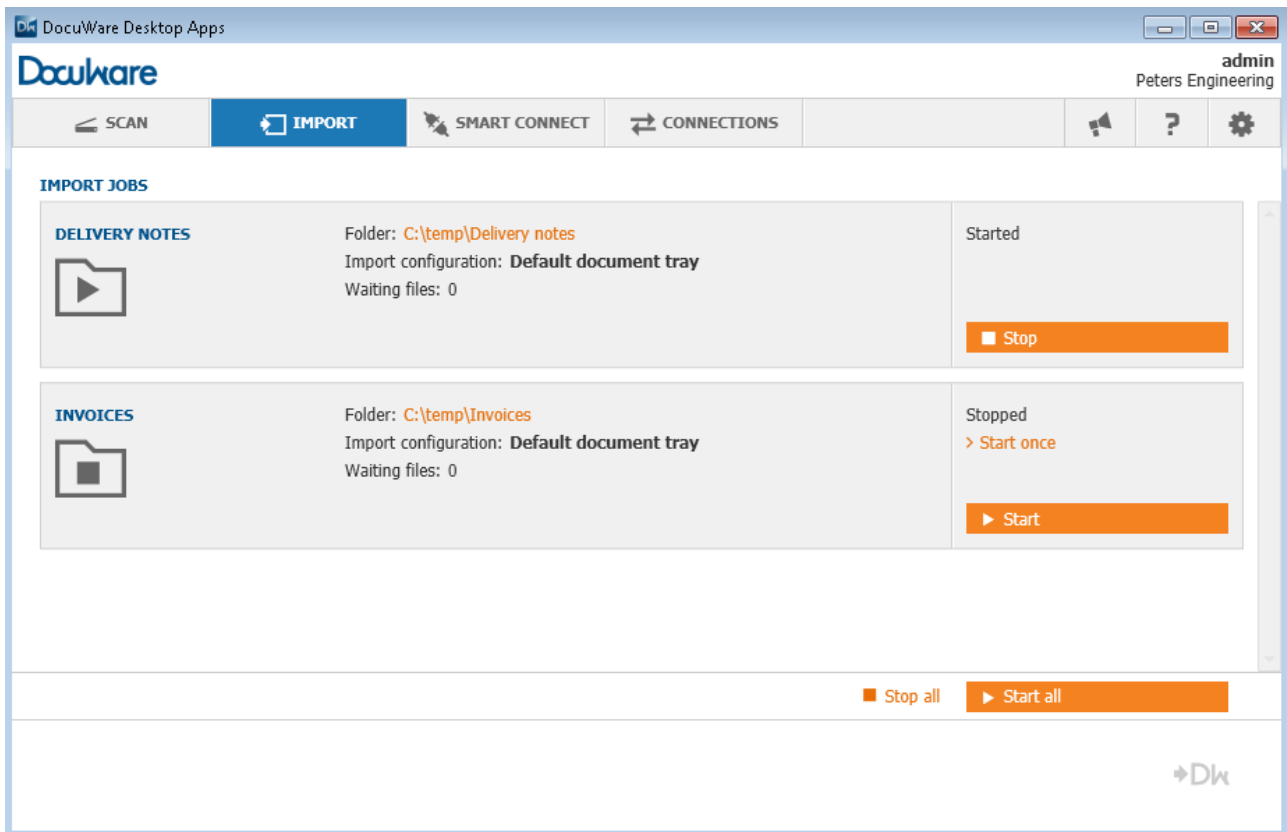 DW DocuWare Desktop Apps
DocuWare
admin
Peters Engineering
SCAN IMPORT SMART CONNECT CONNECTIONS ?
IMPORT JOBS
DELIVERY NOTES Folder: C:\temp\Delivery notes Started
Import configuration: Default document tray
Waiting files: 0
Stop
INVOICES Folder: C:\temp\Invoices Stopped
Import configuration: Default document tray > Start once
Waiting files: 0
Start
Stop all Start all
DW